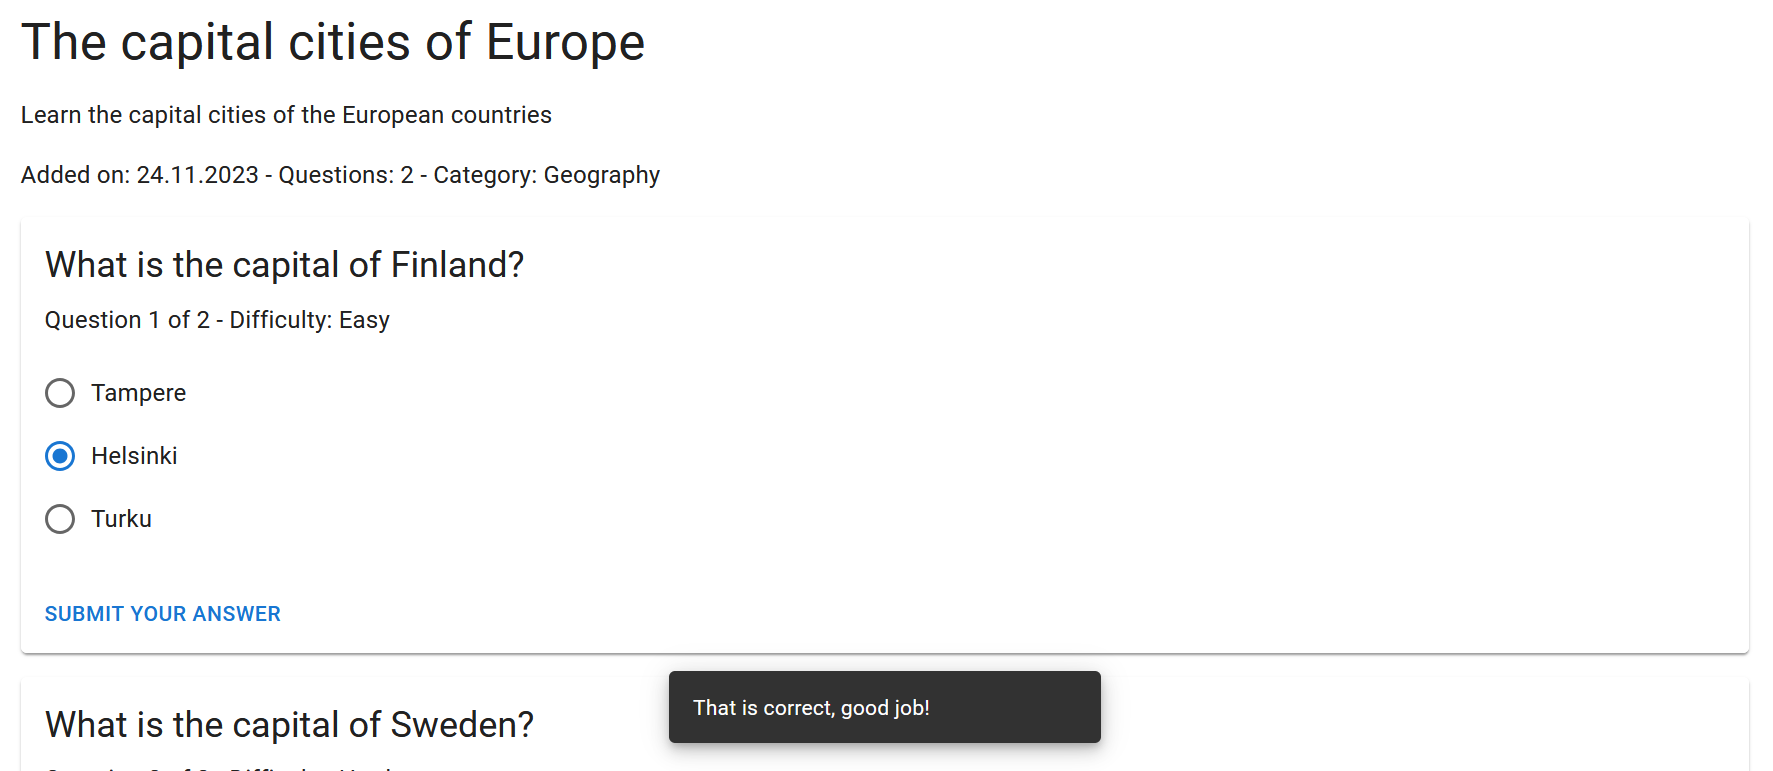 The capital cities of Europe
Learn the capital cities of the European countries
Added on: 24.11.2023 - Questions: 2 - Category: Geography
What is the capital of Finland?
Question 1 of 2 - Difficulty: Easy
Tampere
Helsinki
Turku
SUBMIT YOUR ANSWER
That is correct, good job!
What is the capital of Sweden?